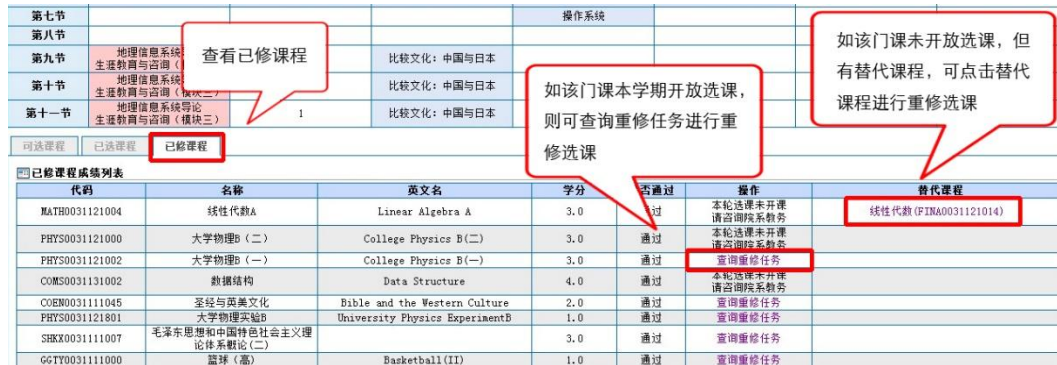 第七节 操作系统
第八节
第九节 地理信息系统 比较文化：中国与日本
生涯教育与咨询（
第十节 地理信息系统 比较文化：中国与日本
生涯教育与咨询（模块三）
第十一节 地理信息系统导论 1 比较文化：中国与日本
生涯教育与咨询（模块三）
查看已修课程
如该门课本学期开放选课，
则可查询重修任务进行重
修选课
如该门课未开放选课，但
有替代课程，可点击替代
课程进行重修选课
可选课程 已选课程 已修课程
已修课程成绩列表
代码 名称 英文名 学分 否通过 操作 替代课程
MATH0031121004 线性代数A Linear Algebra A 3.0 过 本轮选课未开课 线性代数(FINA0031121014)
请咨询院系教务
PHYS0031121000 大学物理B（二） College Physics B(二) 3.0 通过 本轮选课未开课
请咨询院系教务
PHYS0031121002 大学物理B（一） College Physics B(一) 3.0 通过 查询重修任务
COMS0031131002 数据结构 Data Structure 4.0 通过 本轮选课未开课
请咨询院系教务
COEN0031111045 圣经与英美文化 Bible and the Western Culture 2.0 通过 查询重修任务
PHYS0031121801 大学物理实验B University Physics ExperimentB 1.0 通过 查询重修任务
SHKX0031111007 毛泽东思想和中国特色社会主义理 3.0 通过 查询重修任务
论体系概论(二)
GGTY0031111000 篮球（高） Basketball(II) 1.0 通过 查询重修任务